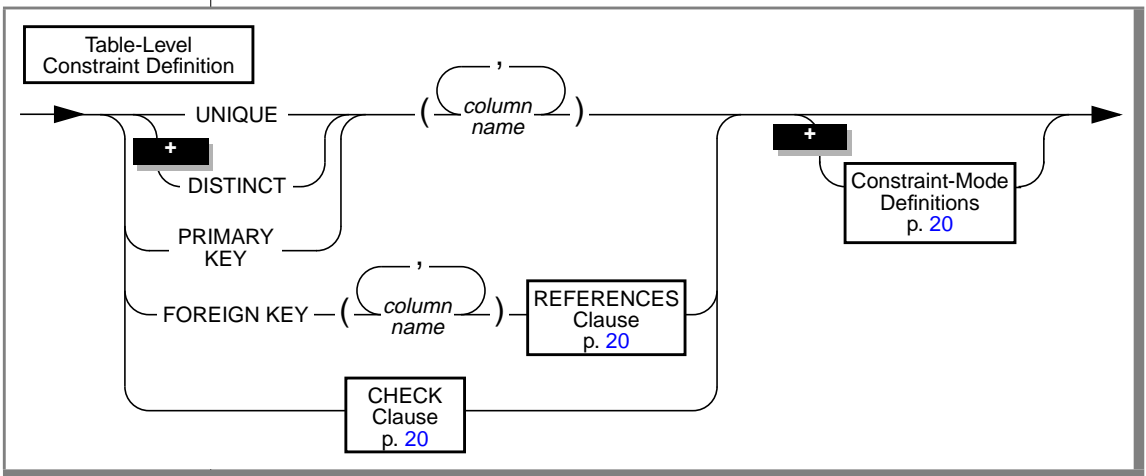 Table-Level
Constraint Definition
,
UNIQUE
(
column
name
)
+
+
DISTINCT
Constraint-Mode
Definitions
p. 20
PRIMARY
KEY
,
FOREIGN KEY
(
column
name
)
REFERENCES
Clause
p. 20
CHECK
Clause
p. 20